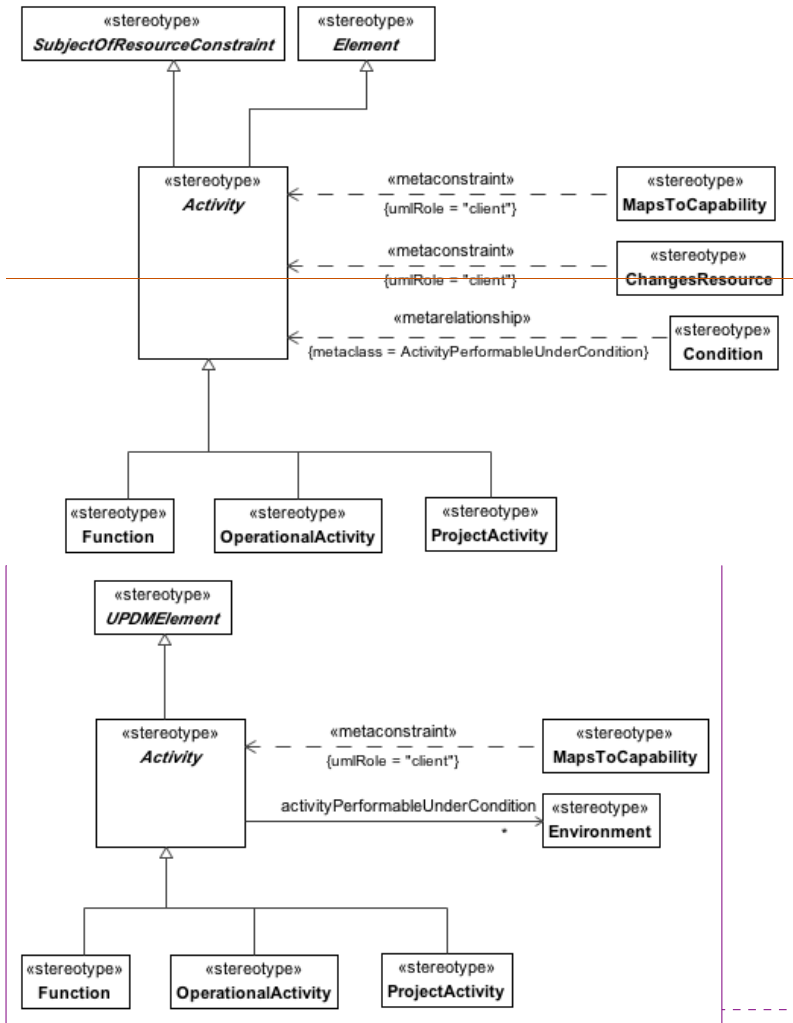 «stereotype»
SubjectOfResourceConstraint
«stereotype»
Element
«stereotype»
Activity
«metaconstraint»
{umlRole = "client"}
«stereotype»
MapsToCapability
«metaconstraint»
{umlRole = "client"}
«stereotype»
ChangesResource
«metarelationship»
{metaclass = ActivityPerformableUnderCondition}
«stereotype»
Condition
«stereotype»
Function
«stereotype»
OperationalActivity
«stereotype»
ProjectActivity
«stereotype»
UPDMElement
«stereotype»
Activity
«metaconstraint»
{umlRole = "client"}
«stereotype»
MapsToCapability
activityPerformableUnderCondition
*
«stereotype»
Environment
«stereotype»
Function
«stereotype»
OperationalActivity
«stereotype»
ProjectActivity